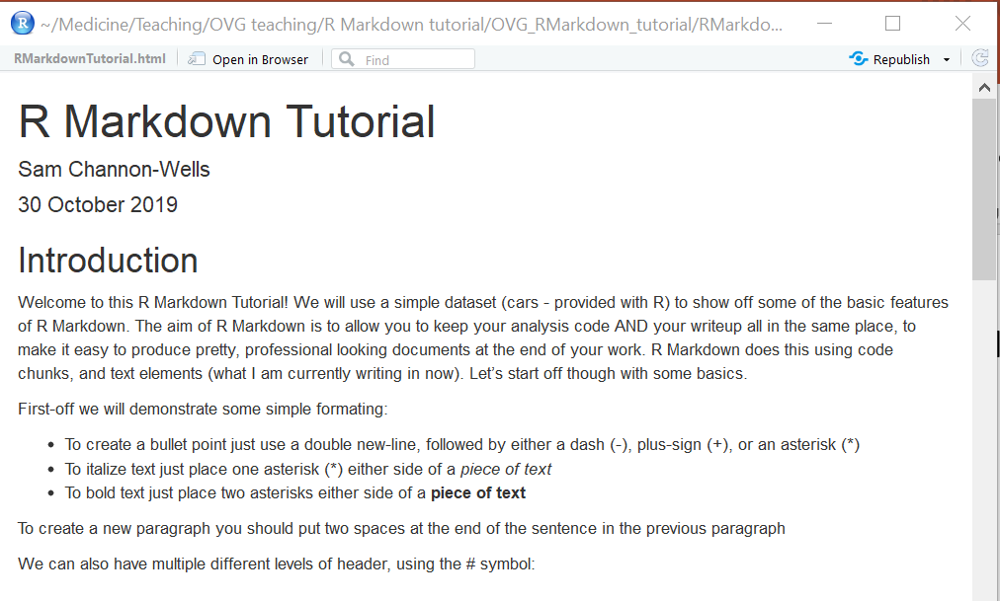 ~/Medicine/Teaching/OVG teaching/R Markdown tutorial/OVG_RMarkdown_tutorial/RMarkdo...
RMarkdownTutorial.html Open in Browser Find Republish
R Markdown Tutorial
Sam Channon-Wells
30 October 2019
Introduction
Welcome to this R Markdown Tutorial! We will use a simple dataset (cars - provided with R) to show off some of the basic features
of R Markdown. The aim of R Markdown is to allow you to keep your analysis code AND your writeup all in the same place, to
make it easy to produce pretty, professional looking documents at the end of your work. R Markdown does this using code
chunks, and text elements (what I am currently writing in now). Let’s start off though with some basics.
First-off we will demonstrate some simple formating:
• To create a bullet point just use a double new-line, followed by either a dash (-), plus-sign (+), or an asterisk (*)
• To italize text just place one asterisk (*) either side of a piece of text
• To bold text just place two asterisks either side of a piece of text
To create a new paragraph you should put two spaces at the end of the sentence in the previous paragraph
We can also have multiple different levels of header, using the # symbol: